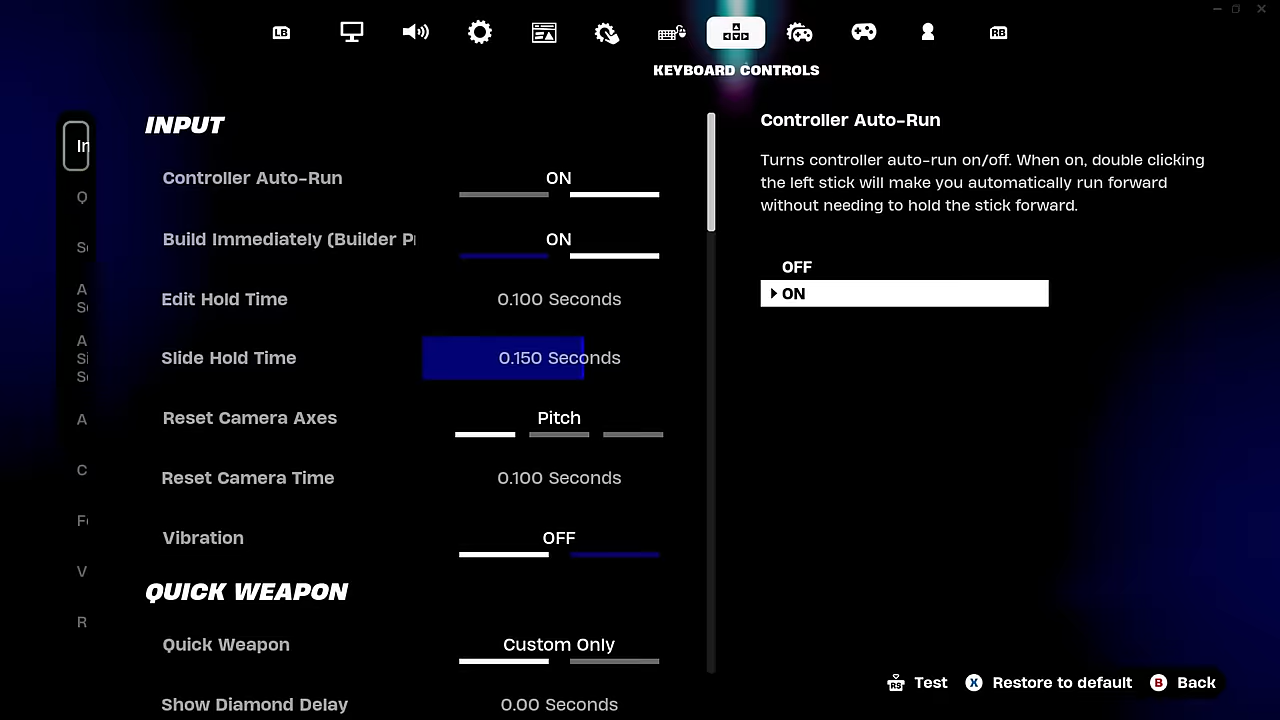 LB
RB
KEYBOARD CONTROLS
In
Q
A
A
A
C
V
R
INPUT
Controller Auto-Run
ON
Build Immediately (Builder
ON
Edit Hold Time
0.100 Seconds
Slide Hold Time
0.150 Seconds
Reset Camera Axes
Pitch
Reset Camera Time
0.100 Seconds
Vibration
OFF
QUICK WEAPON
Quick Weapon
Custom Only
Show Diamond Delay
0.00 Seconds
Controller Auto-Run
Turns controller auto-run on/off. When on, double clicking
the left stick will make you automatically run forward
without needing to hold the stick forward.
OFF
ON
RS Test
X Restore to default
B Back